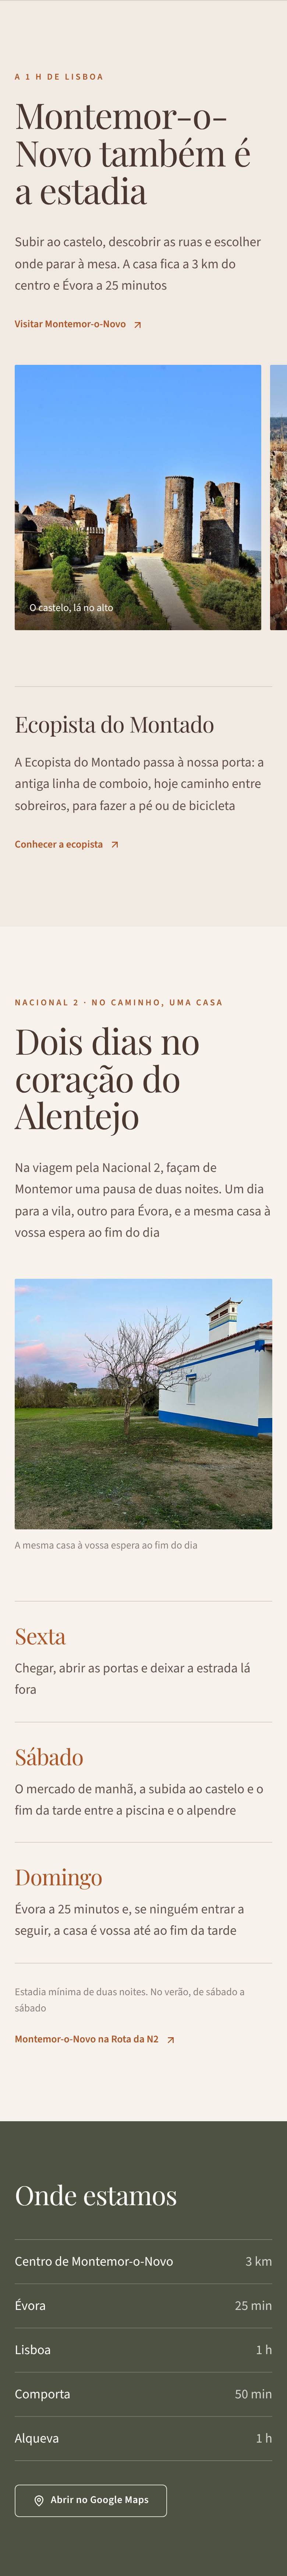 A 1 H DE LISBOA
Montemor-o-
Novo também é
a estadia
Subir ao castelo, descobrir as ruas e escolher
onde parar à mesa. A casa fica a 3 km do
centro e Évora a 25 minutos
Visitar Montemor-o-Novo
O castelo, lá no alto
Ecopista do Montado
A Ecopista do Montado passa à nossa porta: a
antiga linha de comboio, hoje caminho entre
sobreiros, para fazer a pé ou de bicicleta
Conhecer a ecopista
NACIONAL 2 · NO CAMINHO, UMA CASA
Dois dias no
coração do
Alentejo
Na viagem pela Nacional 2, façam de
Montemor uma pausa de duas noites. Um dia
para a vila, outro para Évora, e a mesma casa à
vossa espera ao fim do dia
A mesma casa à vossa espera ao fim do dia
Sexta
Chegar, abrir as portas e deixar a estrada lá
fora
Sábado
O mercado de manhã, a subida ao castelo e o
fim da tarde entre a piscina e o alpendre
Domingo
Évora a 25 minutos e, se ninguém entrar a
seguir, a casa é vossa até ao fim da tarde
Estadia mínima de duas noites. No verão, de sábado a
sábado
Montemor-o-Novo na Rota da N2
Onde estamos
Centro de Montemor-o-Novo 3 km
Évora 25 min
Lisboa 1 h
Comporta 50 min
Alqueva 1 h
Abrir no Google Maps